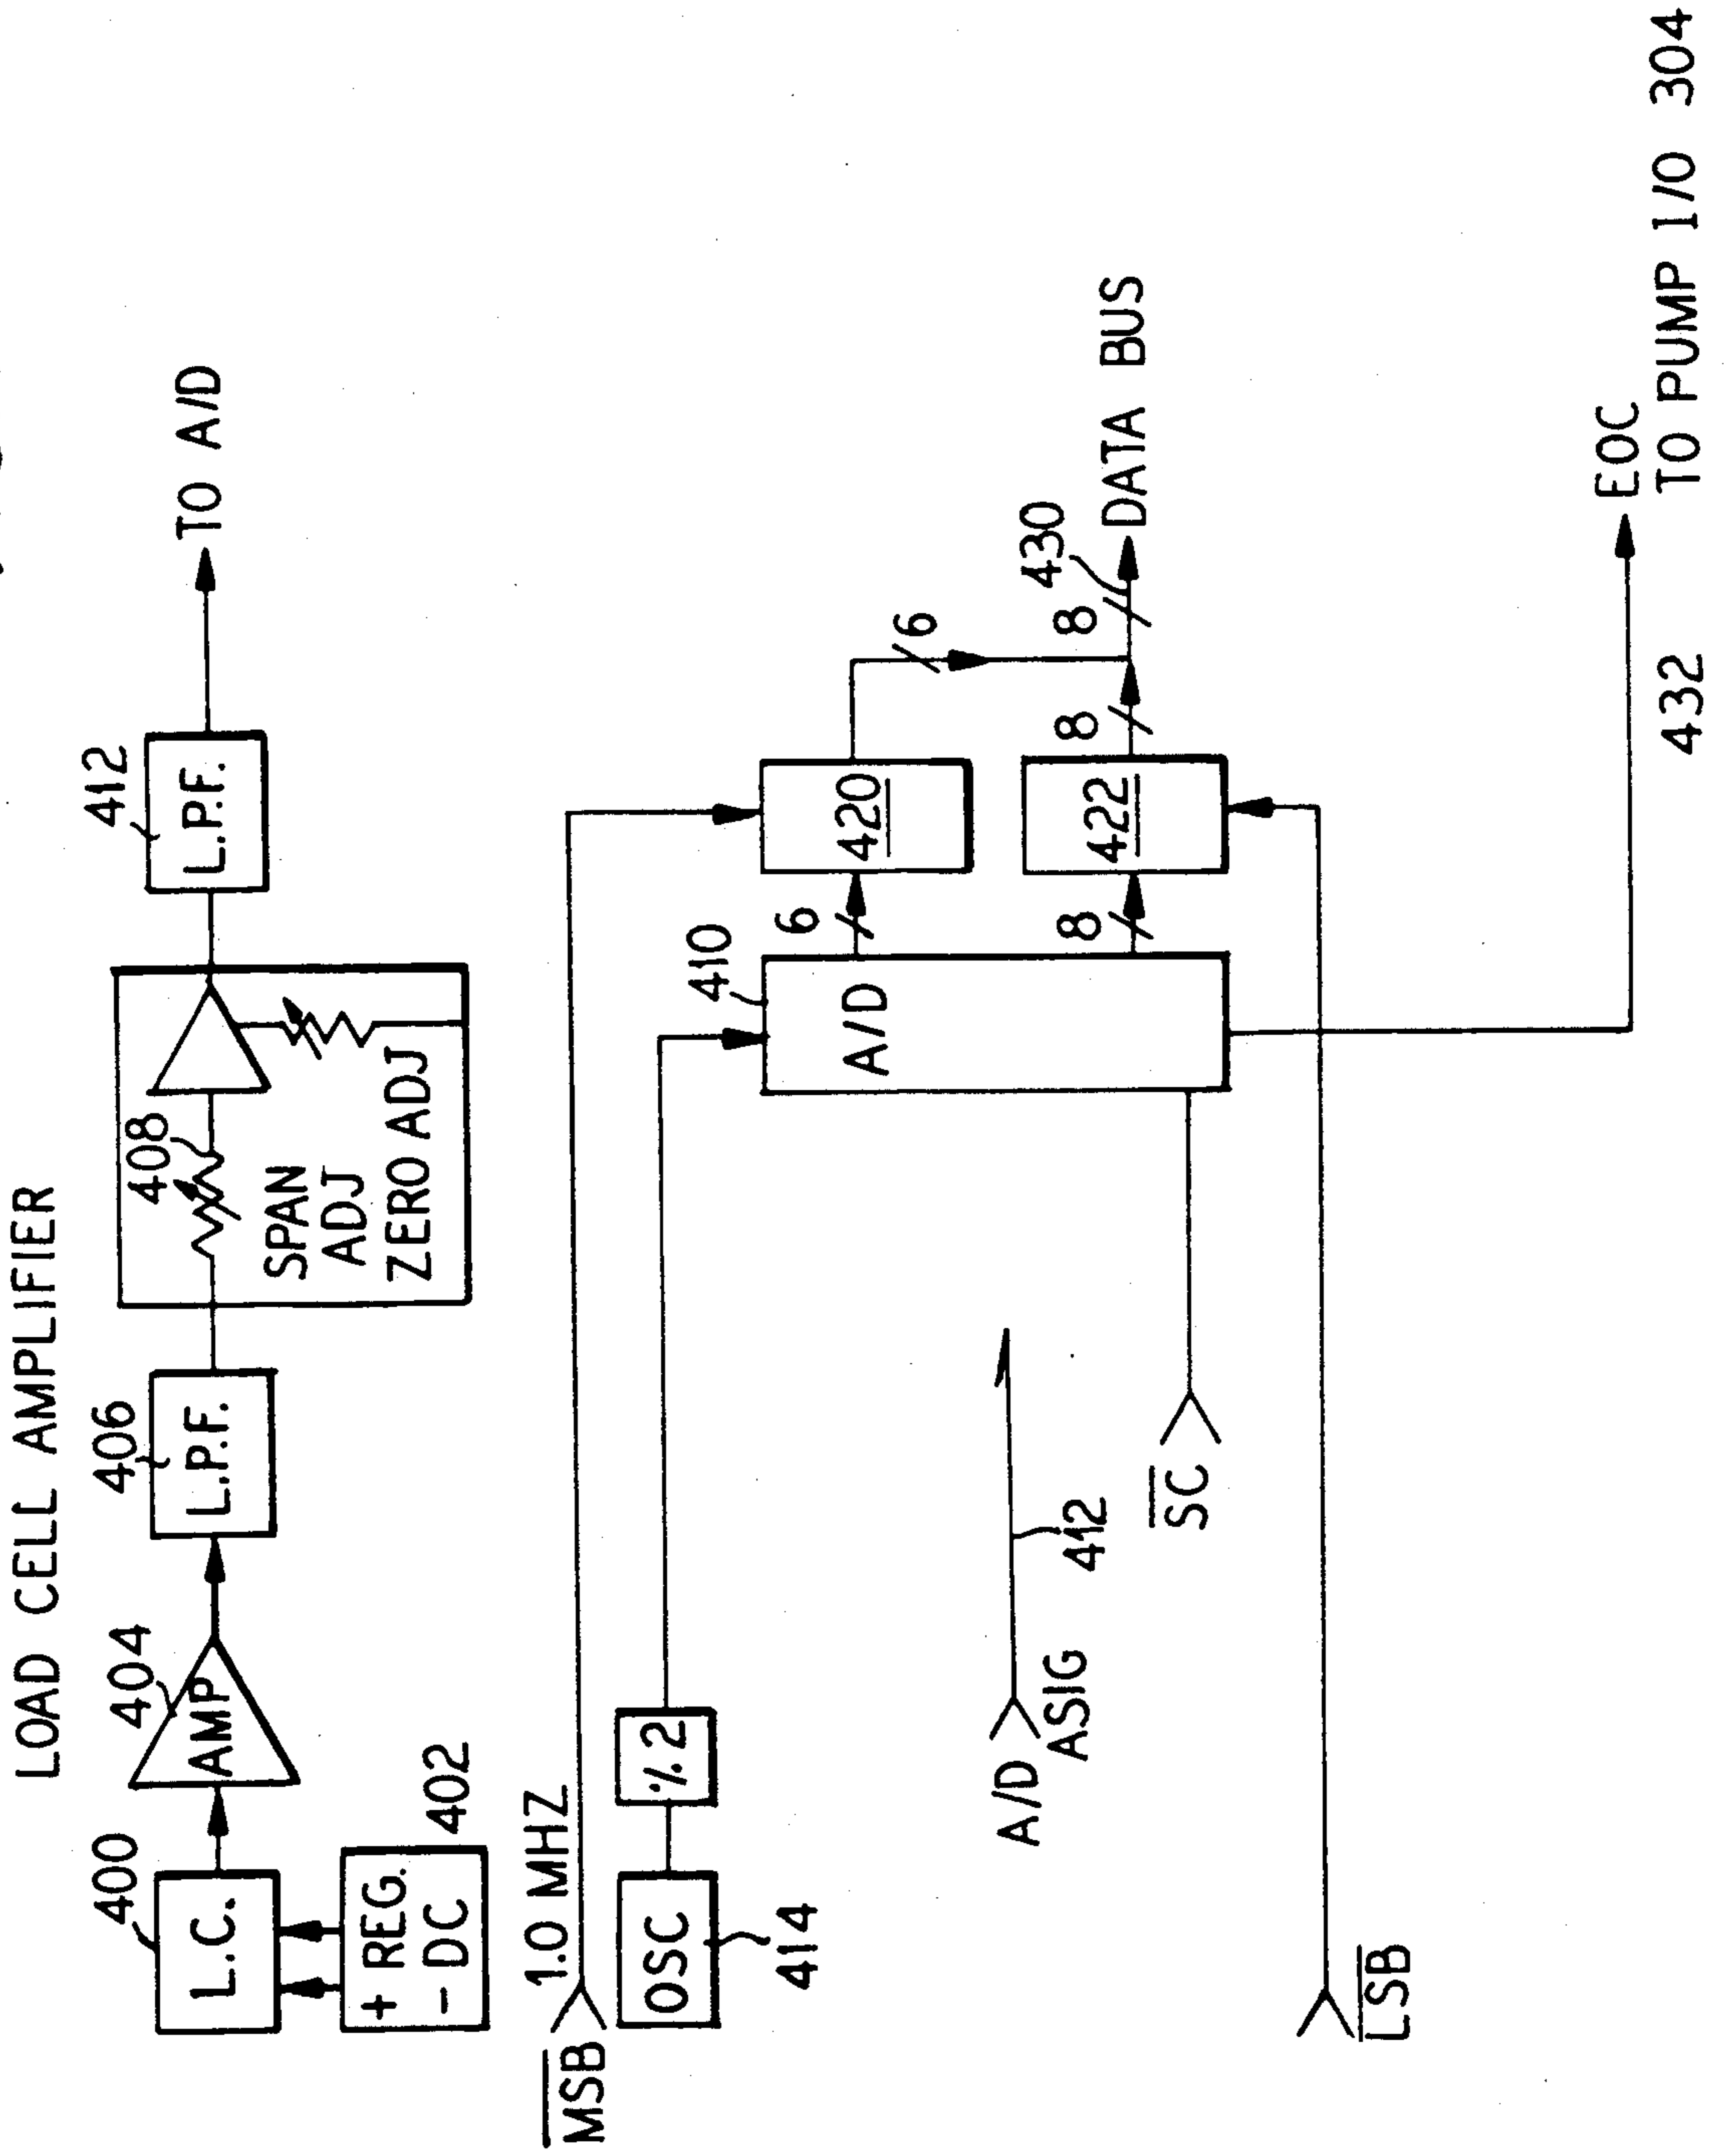 LOAD CELL AMPLIFIER
400
L.C.
+ REG.
- DC
402
404
AMP
406
L.P.F.
408
SPAN
ADJ
ZERO ADJ
412
L.P.F.
TO A/D
MSB
1.0 MHZ
OSC
414
%2
A/D
ASIG
412
SC
LSB
410
A/D
6
8
420
422
6
8
8
430
DATA BUS
EOC
TO PUMP I/O 304
432